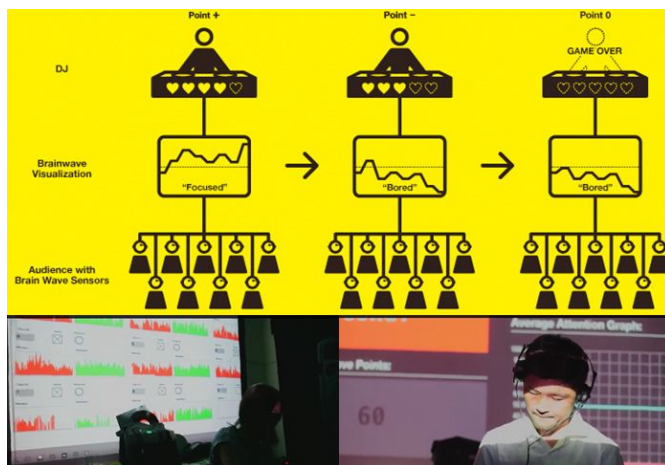 Point + Point – Point 0
GAME OVER
DJ
Brainwave
Visualization
"Focused" "Bored" "Bored"
Audience with
Brain Wave Sensors
Average Attention Graph:
Points:
60